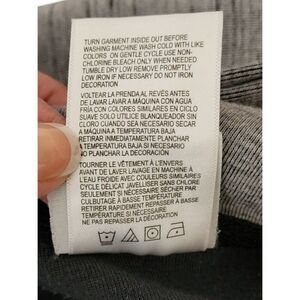 TURN GARMENT INSIDE OUT BEFORE
WASHING MACHINE WASH COLD WITH LIKE
COLORS ON GENTLE CYCLE USE NON-
CHLORINE BLEACH ONLY WHEN NEEDED
TUMBLE DRY LOW REMOVE PROMPTLY
LOW IRON IF NECESSARY DO NOT IRON
DECORATION
VOLTEAR LA PRENDA AL REVÉS ANTES
DE LAVAR LAVAR A MÁQUINA CON AGUA
FRÍA CON COLORES SIMILARES EN CICLO
SUAVE SOLO UTILICE BLANQUEADOR SIN
CLORO CUANDO SEA NECESARIO SECAR
A MÁQUINA A TEMPERATURA BAJA
RETIRAR INMEDIATAMENTE PLANCHAR
A TEMPERATURA BAJA SI NECESARIO
NO PLANCHAR LA DECORACIÓN
TOURNER LE VÊTEMENT À L'ENVERS
AVANT DE LAVER LAVAGE EN MACHINE À
L'EAU FROIDE AVEC COULEURS SIMILAIRES
CYCLE DÉLICAT JAVELLISER SANS CHLORE
SEULEMENT SI NÉCESSAIRE SÉCHER PAR
CULBUTAGE À BASSE TEMPÉRATURE
RETIRER RAPIDEMENT REPASSER À BASSE
TEMPÉRATURE SI NÉCESSAIRE NE
REPASSER PAS LA DÉCORATION